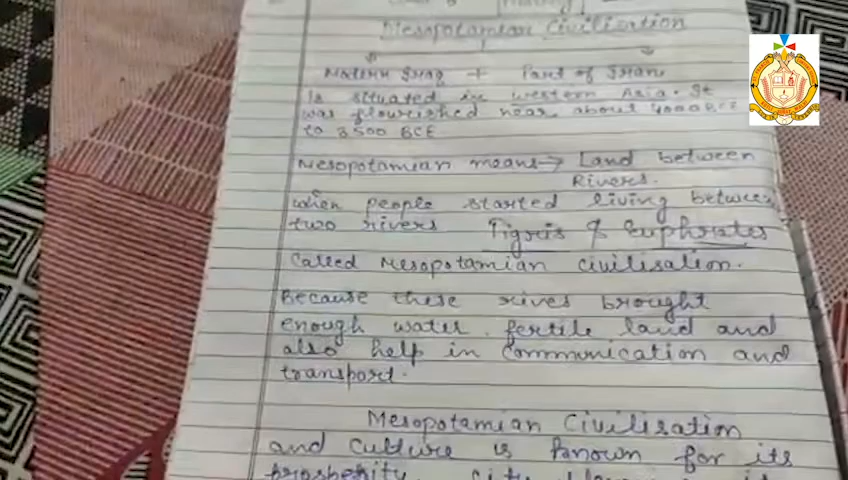 Mesopotamian Civilisation
Modern Iraq + Part of Iran
Is situated in western Asia. It
was flourished near about 4000 BCE
to 3500 BCE
Mesopotamian means → Land between
Rivers.
when people started living between
two rivers Tigris & Euphrates
Called Mesopotamian civilisation.
Because these rives brought
enough water. fertile land and
also help in communication and
transport.
Mesopotamian Civilisation
and Culture is known for its
prosperity, city